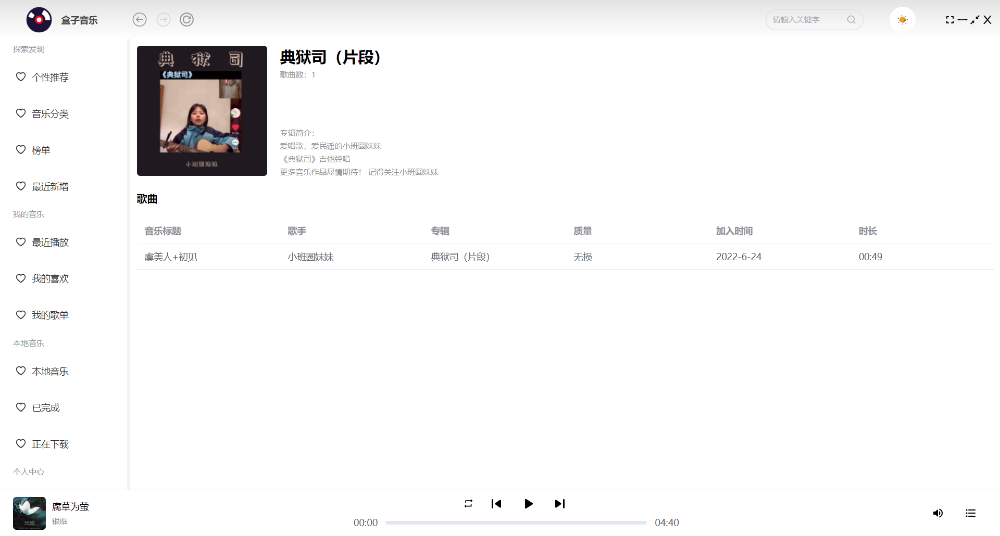 盒子音乐
请输入关键字
探索发现
个性推荐
音乐分类
榜单
最近新增
我的音乐
最近播放
我的喜欢
我的歌单
本地音乐
本地音乐
已完成
正在下载
个人中心
典狱司
《典狱司》
小班圆妹妹
典狱司（片段）
歌曲数：1
专辑简介：
爱唱歌，爱民谣的小班圆妹妹
《典狱司》吉他弹唱
更多音乐作品尽情期待！ 记得关注小班圆妹妹
歌曲
音乐标题 歌手 专辑 质量 加入时间 时长
虞美人+初见 小班圆妹妹 典狱司（片段） 无损 2022-6-24 00:49
腐草为萤
银临
00:00 04:40